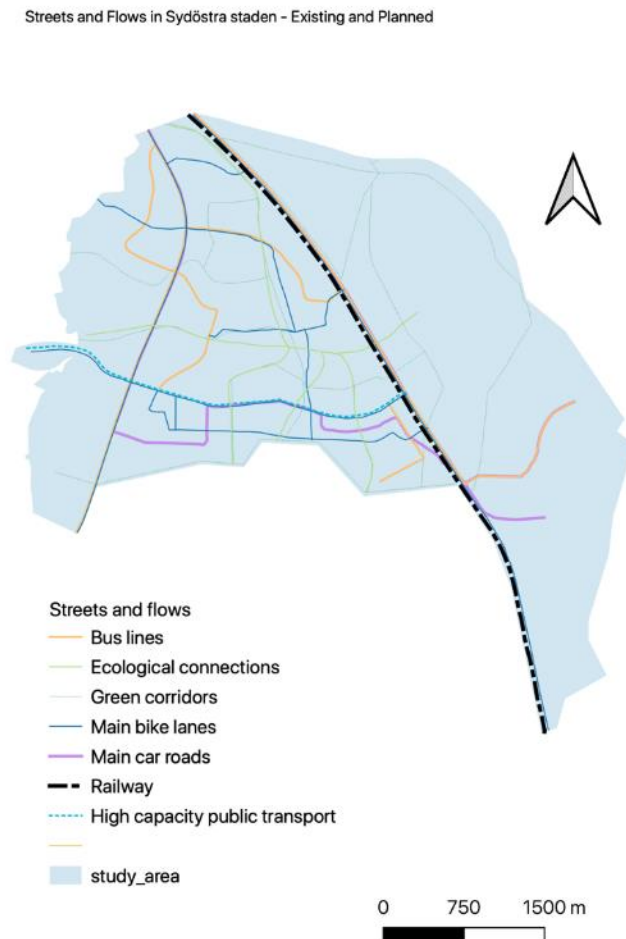 Streets and Flows in Sydöstra staden - Existing and Planned
Streets and flows
Bus lines
Ecological connections
Green corridors
Main bike lanes
Main car roads
Railway
High capacity public transport
study_area
0 750 1500 m